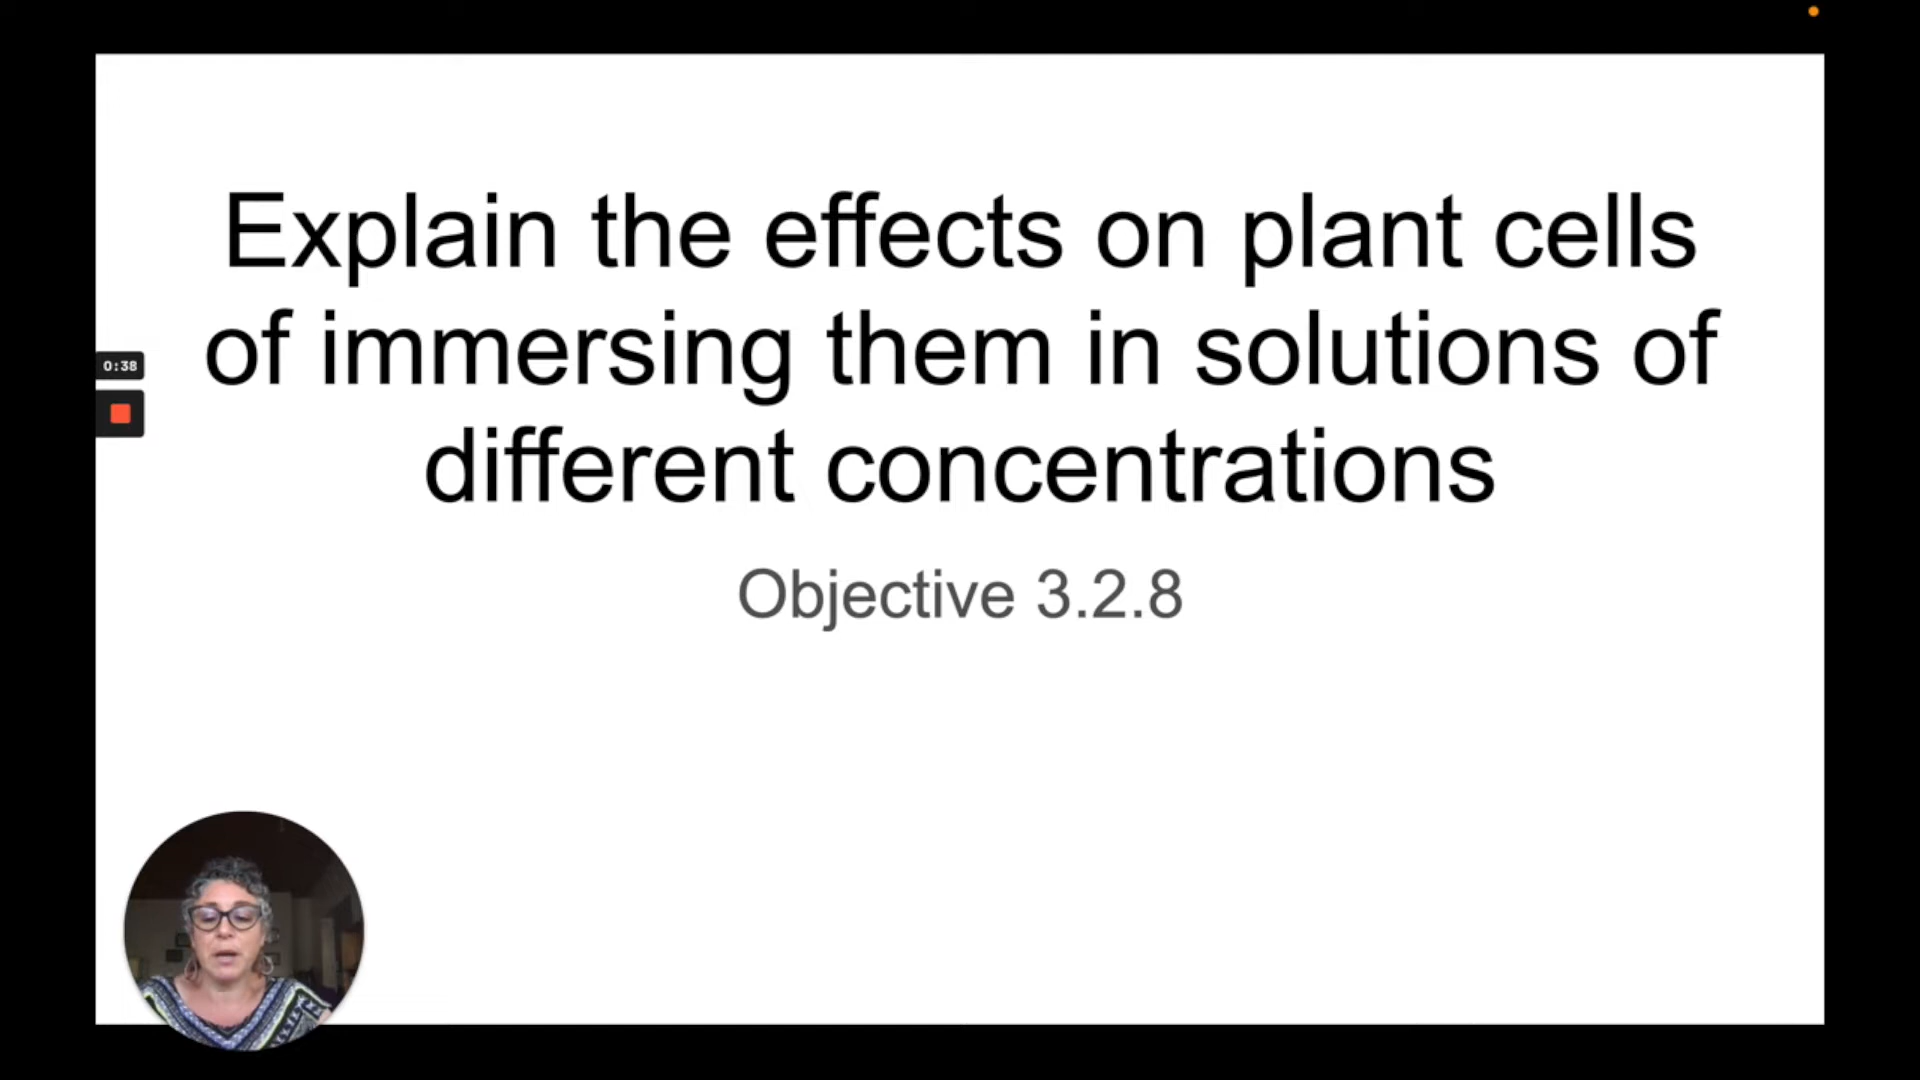 Explain the effects on plant cells
of immersing them in solutions of
different concentrations
Objective 3.2.8
0:38